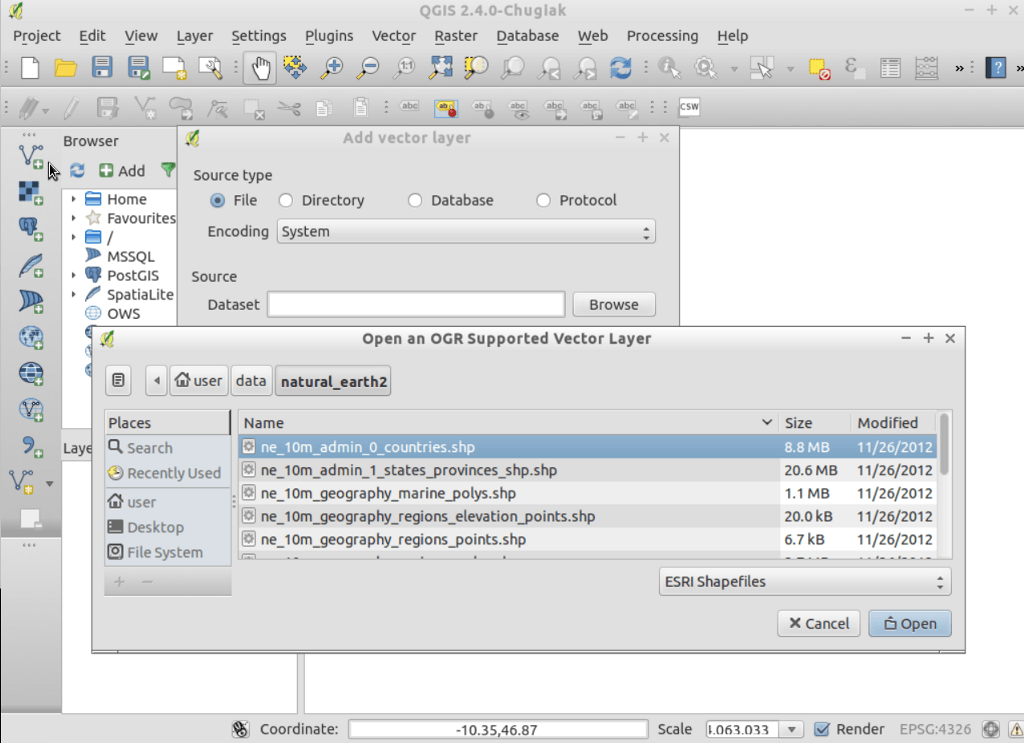 QGIS 2.4.0-Chugiak
Project Edit View Layer Settings Plugins Vector Raster Database Web Processing Help
CSW
Browser
Add vector layer
Add
Source type
File Directory Database Protocol
Encoding System
Source
Dataset Browse
Home
Favourites
/
MSSQL
PostGIS
SpatiaLite
OWS
Open an OGR Supported Vector Layer
user data natural_earth2
Places
Search
Recently Used
user
Desktop
File System
Name Size Modified
ne_10m_admin_0_countries.shp 8.8 MB 11/26/2012
ne_10m_admin_1_states_provinces_shp.shp 20.6 MB 11/26/2012
ne_10m_geography_marine_polys.shp 1.1 MB 11/26/2012
ne_10m_geography_regions_elevation_points.shp 20.0 kB 11/26/2012
ne_10m_geography_regions_points.shp 6.7 kB 11/26/2012
ESRI Shapefiles
Cancel Open
Coordinate: -10.35,46.87 Scale Render EPSG:4326